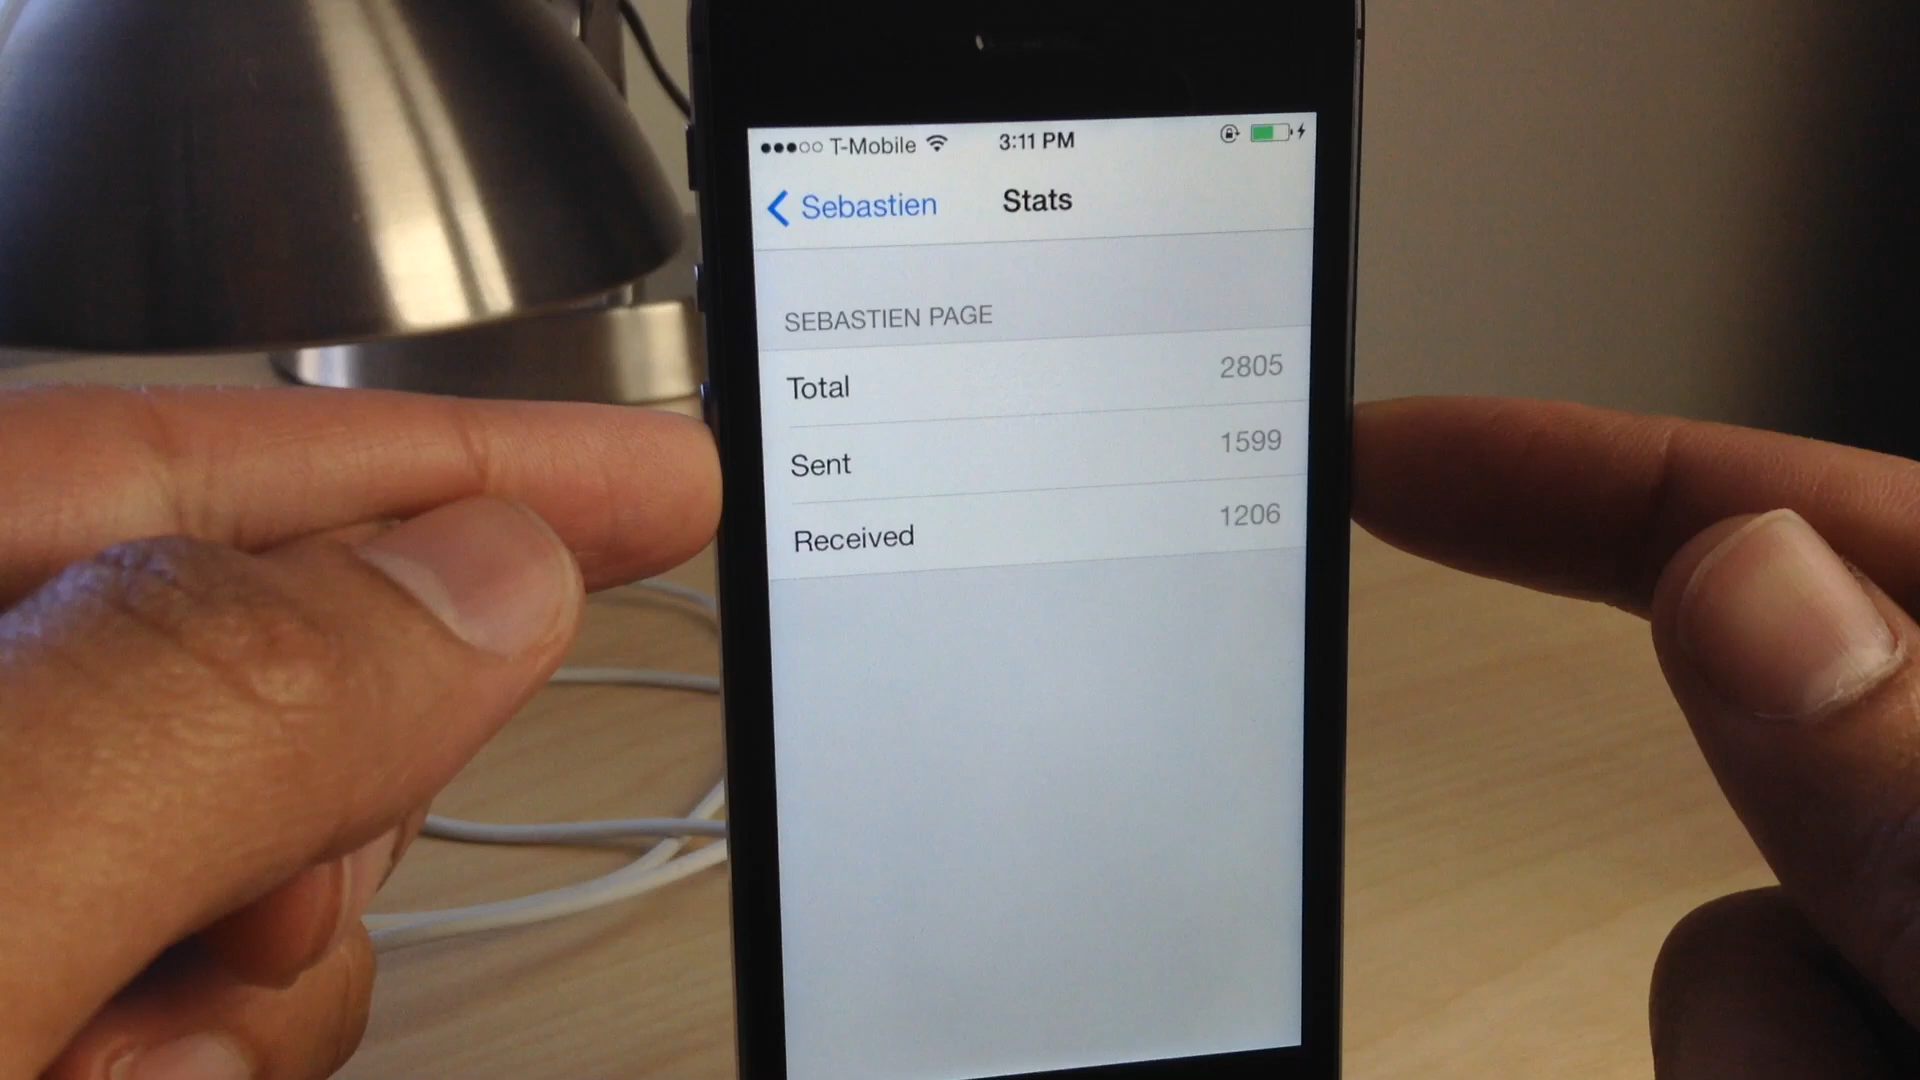 T-Mobile 3:11 PM
Sebastien Stats
SEBASTIEN PAGE
Total 2805
Sent 1599
Received 1206